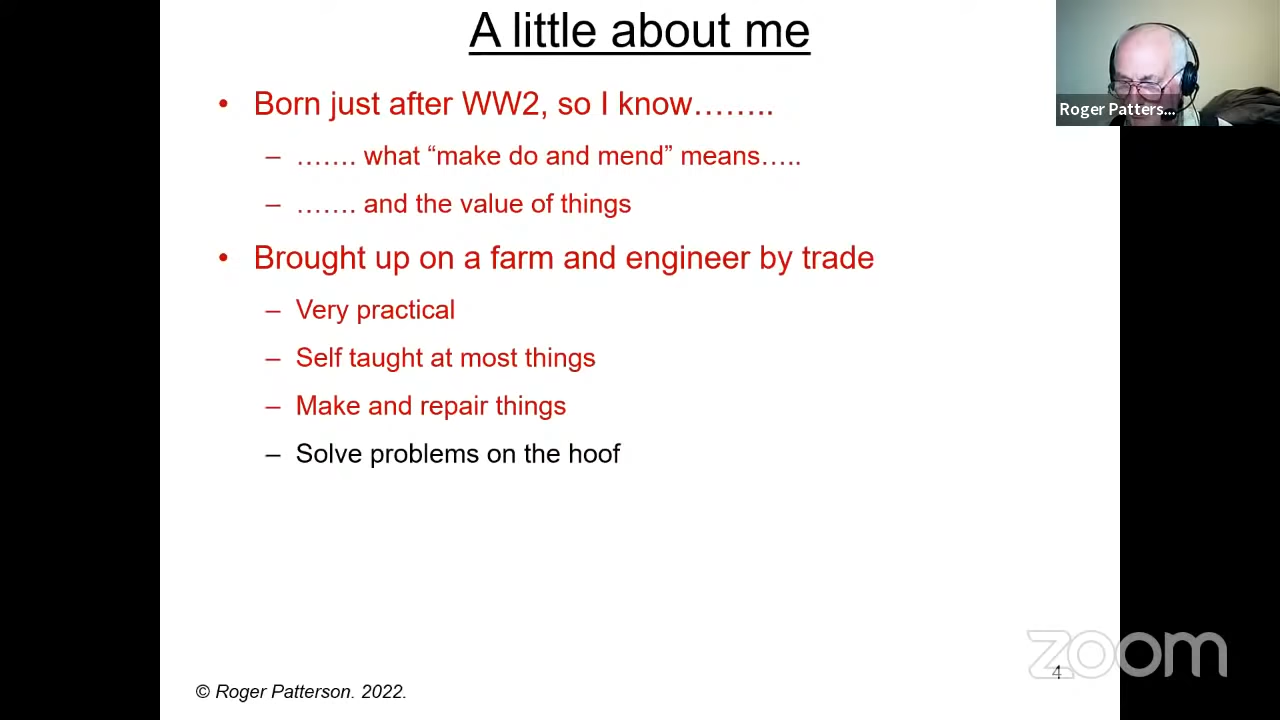 A little about me
Roger Patters...
• Born just after WW2, so I know……..
– ……. what “make do and mend” means…..
– ……. and the value of things
• Brought up on a farm and engineer by trade
– Very practical
– Self taught at most things
– Make and repair things
– Solve problems on the hoof
zoom
4
© Roger Patterson. 2022.